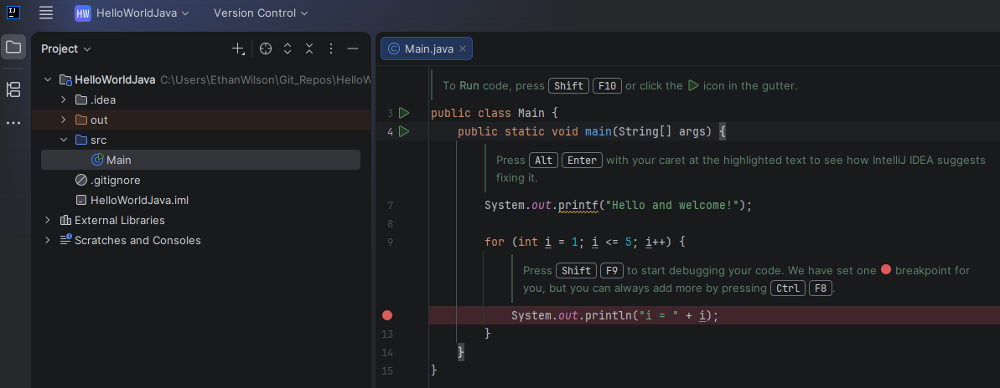 IJ
HW HelloWorldJava Version Control
Project
Main.java
HelloWorldJava C:\Users\EthanWilson\Git_Repos\HelloW
.idea
out
src
Main
.gitignore
HelloWorldJava.iml
External Libraries
Scratches and Consoles
To Run code, press Shift F10 or click the icon in the gutter.
3 public class Main {
4 public static void main(String[] args) {
Press Alt Enter with your caret at the highlighted text to see how IntelliJ IDEA suggests
fixing it.
7 System.out.printf("Hello and welcome!");
8
9 for (int i = 1; i <= 5; i++) {
Press Shift F9 to start debugging your code. We have set one breakpoint for
you, but you can always add more by pressing Ctrl F8.
System.out.println("i = " + i);
13 }
14 }
15 }